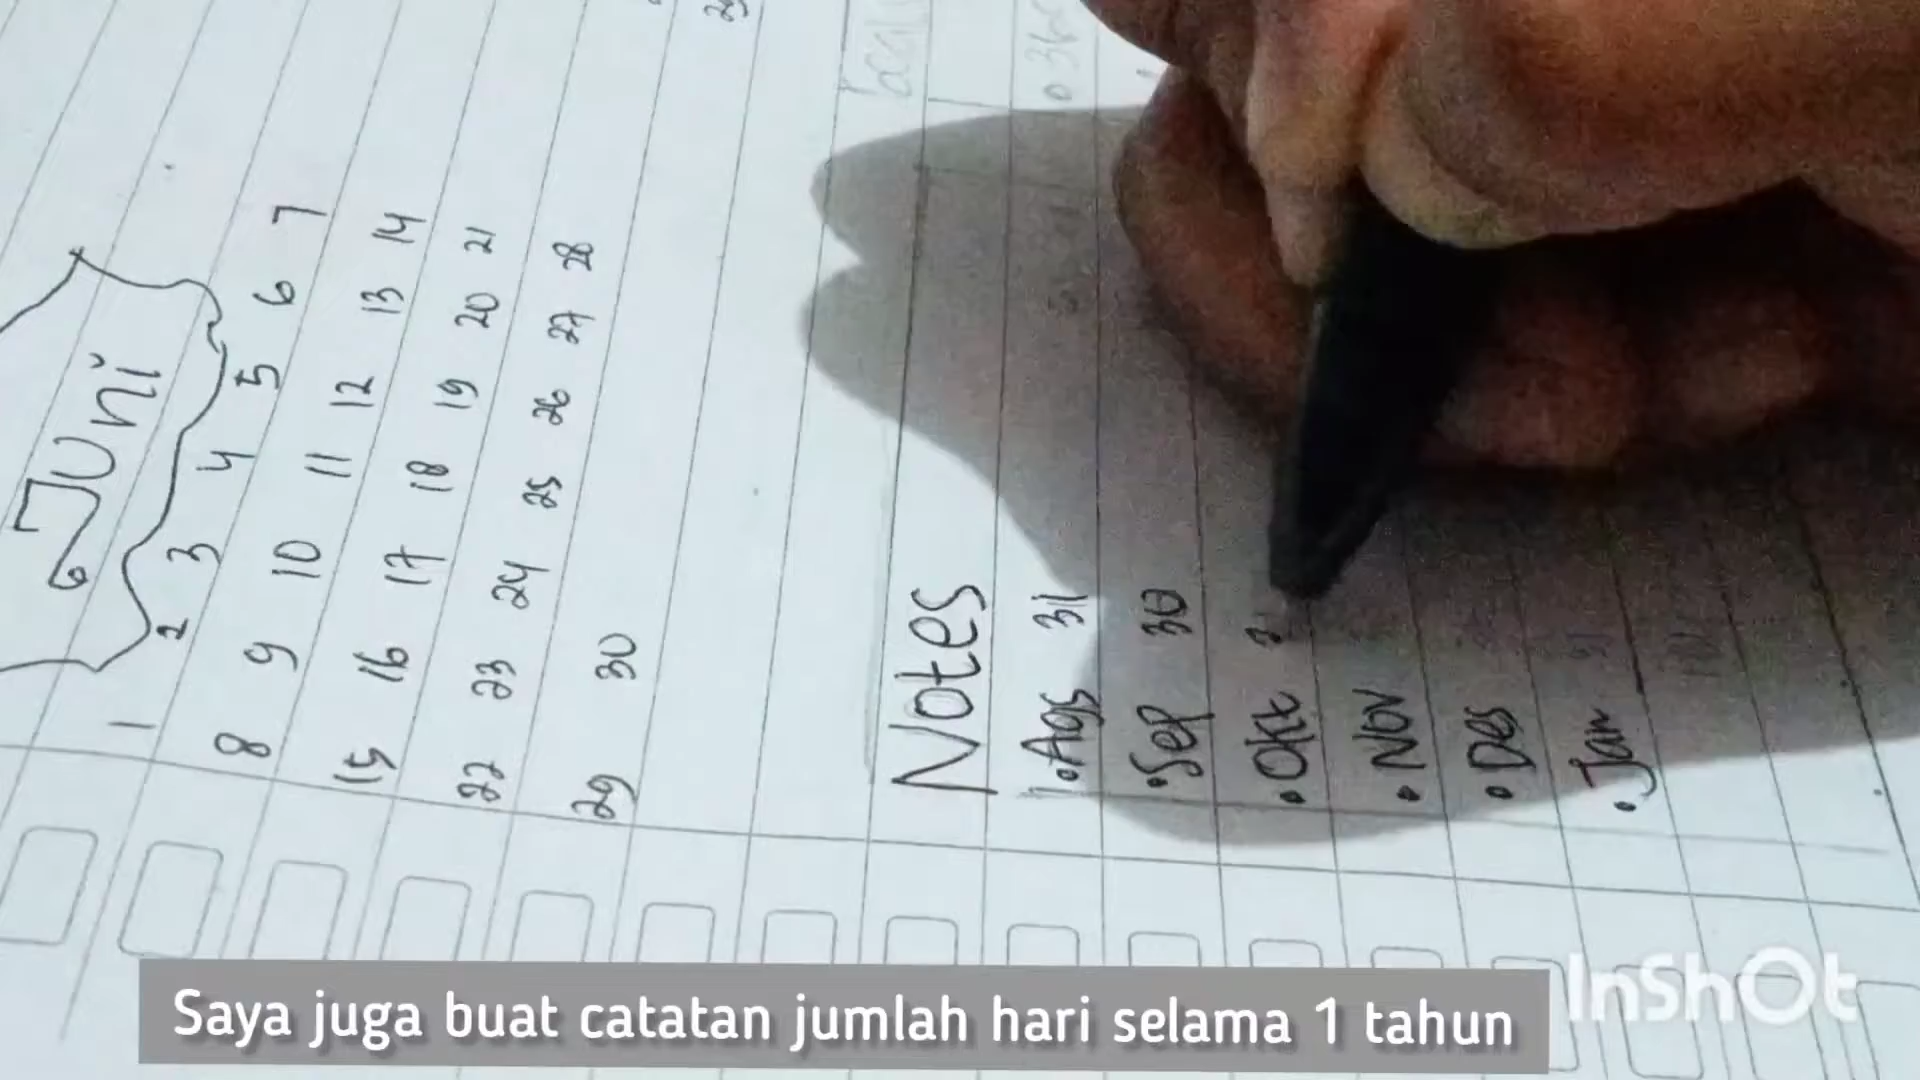 Juni
1 2 3 4 5 6 7
8 9 10 11 12 13 14
15 16 17 18 19 20 21
22 23 24 25 26 27 28
29 30
Notes
• Ags 31
• Sep 30
• Okt 3
• Nov
• Des
• Jan
Saya juga buat catatan jumlah hari selama 1 tahun
InShOt